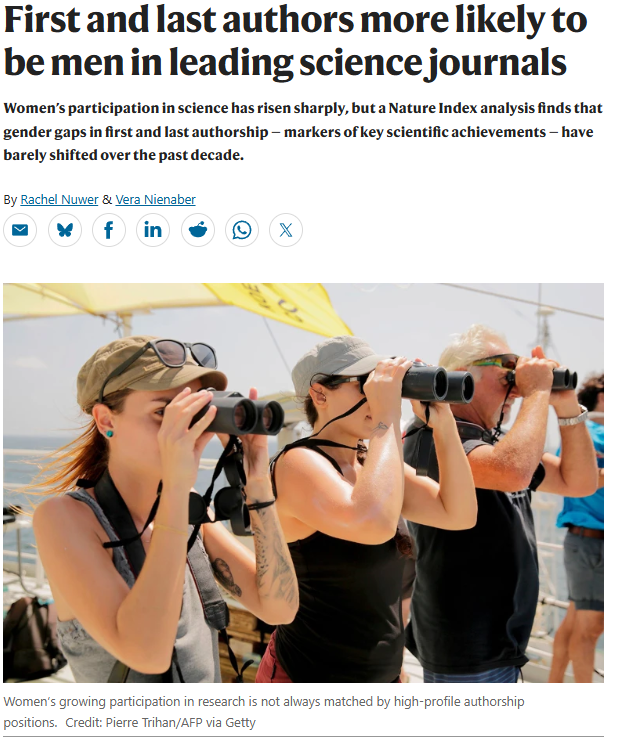 First and last authors more likely to
be men in leading science journals
Women’s participation in science has risen sharply, but a Nature Index analysis finds that
gender gaps in first and last authorship — markers of key scientific achievements — have
barely shifted over the past decade.
By Rachel Nuwer & Vera Nienaber
f
in
X
Women’s growing participation in research is not always matched by high-profile authorship
positions. Credit: Pierre Trihan/AFP via Getty